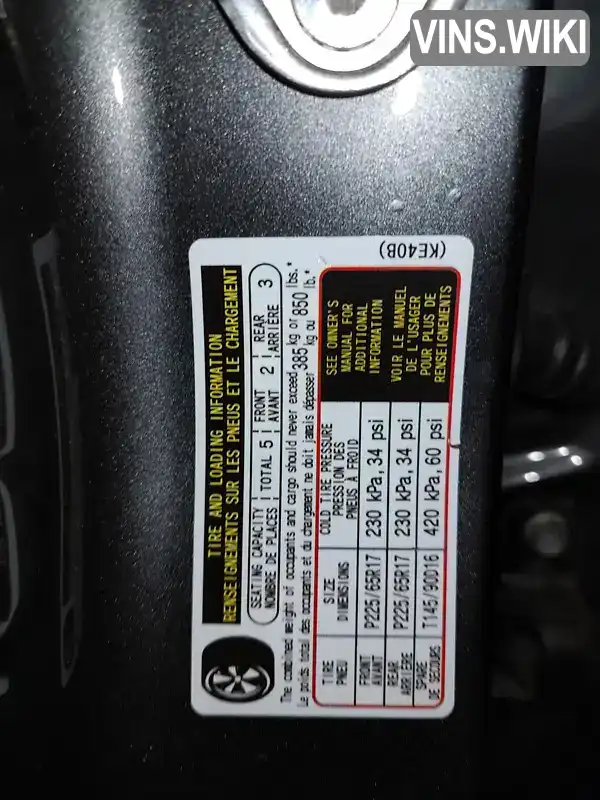 VINS.WIKI
TIRE AND LOADING INFORMATION
RENSEIGNEMENTS SUR LES PNEUS ET LE CHARGEMENT
SEATING CAPACITY TOTAL 5 FRONT 2 REAR 3
NOMBRE DE PLACES AVANT ARRIÈRE
The combined weight of occupants and cargo should never exceed 385 kg or 850 lbs.*
Le poids total des occupants et du chargement ne doit jamais dépasser kg ou lb.*
TIRE SIZE COLD TIRE PRESSURE
PNEU DIMENSIONS PRESSION DES
PNEUS À FROID
FRONT P225/65R17 230 kPa, 34 psi
AVANT
REAR P225/65R17 230 kPa, 34 psi
ARRIERE
SPARE T145/90D16 420 kPa, 60 psi
DE SECOURS
SEE OWNER'S
MANUAL FOR
ADDITIONAL
INFORMATION
VOIR LE MANUEL
DE L'USAGER
POUR PLUS DE
RENSEIGNEMENTS
(KE40B)